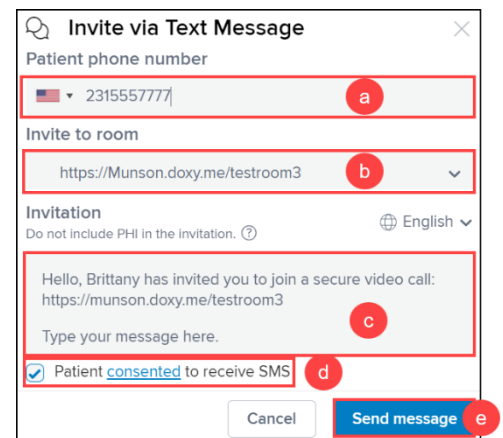 Invite via Text Message
Patient phone number
2315557777 a
Invite to room
https://Munson.doxy.me/testroom3 b
Invitation
Do not include PHI in the invitation. ? English
Hello, Brittany has invited you to join a secure video call:
https://munson.doxy.me/testroom3
c
Type your message here.
Patient consented to receive SMS d
Cancel Send message e